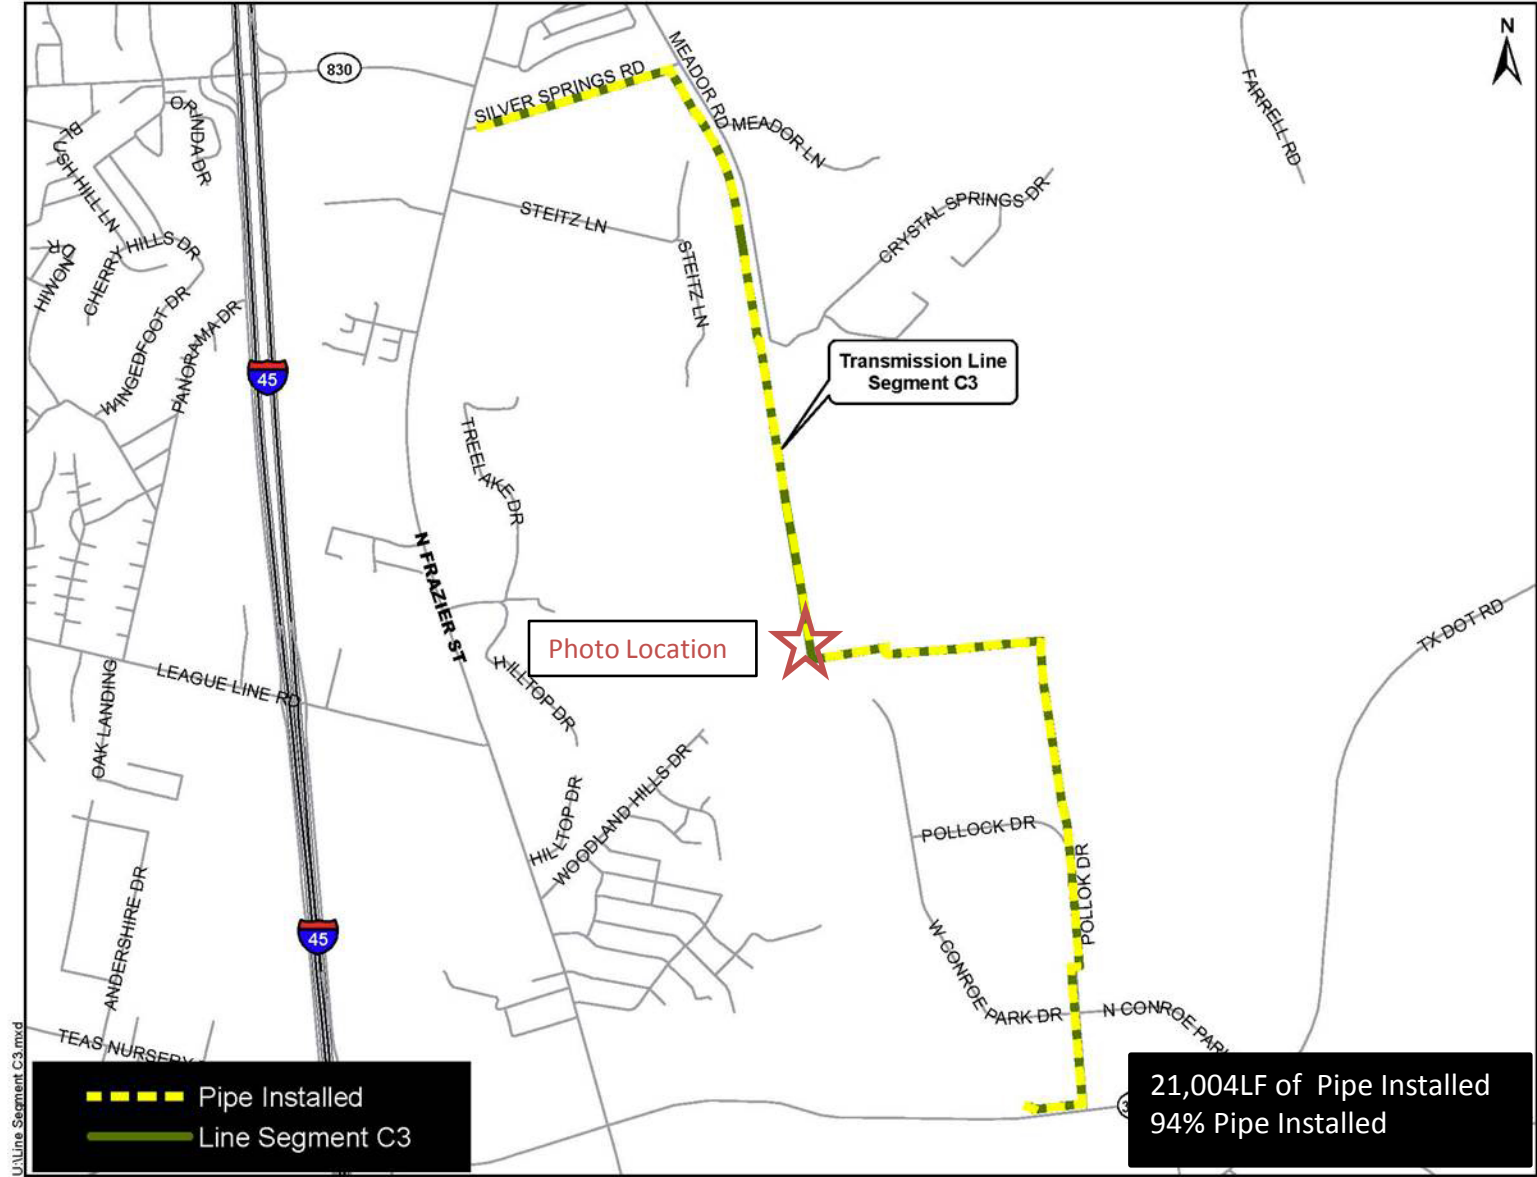 N
830
MEADOR RD
SILVER SPRINGS RD
MEADOR LN
FARRELL RD
ORINDA DR
BLUSH HILL LN
STEITZ LN
CRYSTAL SPRINGS DR
CHERRY HILLS DR
HIWON DR
STEITZ LN
WINGEDFOOT DR
PANORAMA DR
45
Transmission Line
Segment C3
TREELAKE DR
N FRAZIER ST
TX DOT RD
Photo Location
LEAGUE LINE RD
HILLTOP DR
OAK LANDING
WOODLAND HILLS DR
HILLTOP DR
POLLOCK DR
POLLOK DR
ANDERSHIRE DR
45
W CONROE PARK DR
N CONROE PARK
TEAS NURSERY
Pipe Installed
Line Segment C3
21,004LF of Pipe Installed
94% Pipe Installed
U:\Line Segment C3.mxd